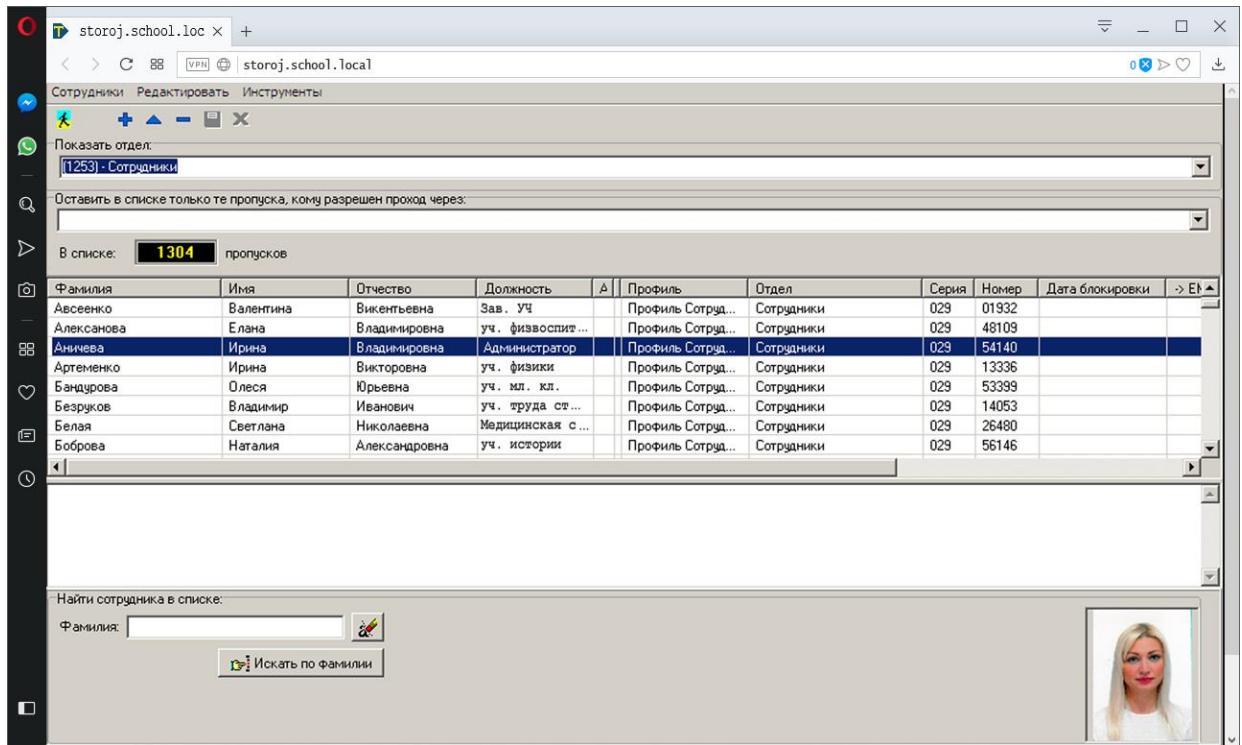 storoj.school.loc
VPN storoj.school.local 0
Сотрудники Редактировать Инструменты
Показать отдел:
(1253) - Сотрудники
Оставить в списке только те пропуска, кому разрешен проход через:
В списке: 1304 пропусков
Фамилия Имя Отчество Должность А Профиль Отдел Серия Номер Дата блокировки
Авсеенко Валентина Викентьевна Зав. УЧ Профиль Сотруд... Сотрудники 029 01932
Алексанова Елана Владимировна уч. физвоспит... Профиль Сотруд... Сотрудники 029 48109
Аничева Ирина Владимировна Администратор Профиль Сотруд... Сотрудники 029 54140
Артеменко Ирина Викторовна уч. физики Профиль Сотруд... Сотрудники 029 13336
Бандурова Олеся Юрьевна уч. мл. кл. Профиль Сотруд... Сотрудники 029 53399
Безруков Владимир Иванович уч. труда ст... Профиль Сотруд... Сотрудники 029 14053
Белая Светлана Николаевна Медицинская с... Профиль Сотруд... Сотрудники 029 26480
Боброва Наталия Александровна уч. истории Профиль Сотруд... Сотрудники 029 56146
Найти сотрудника в списке:
Фамилия:
Искать по фамилии